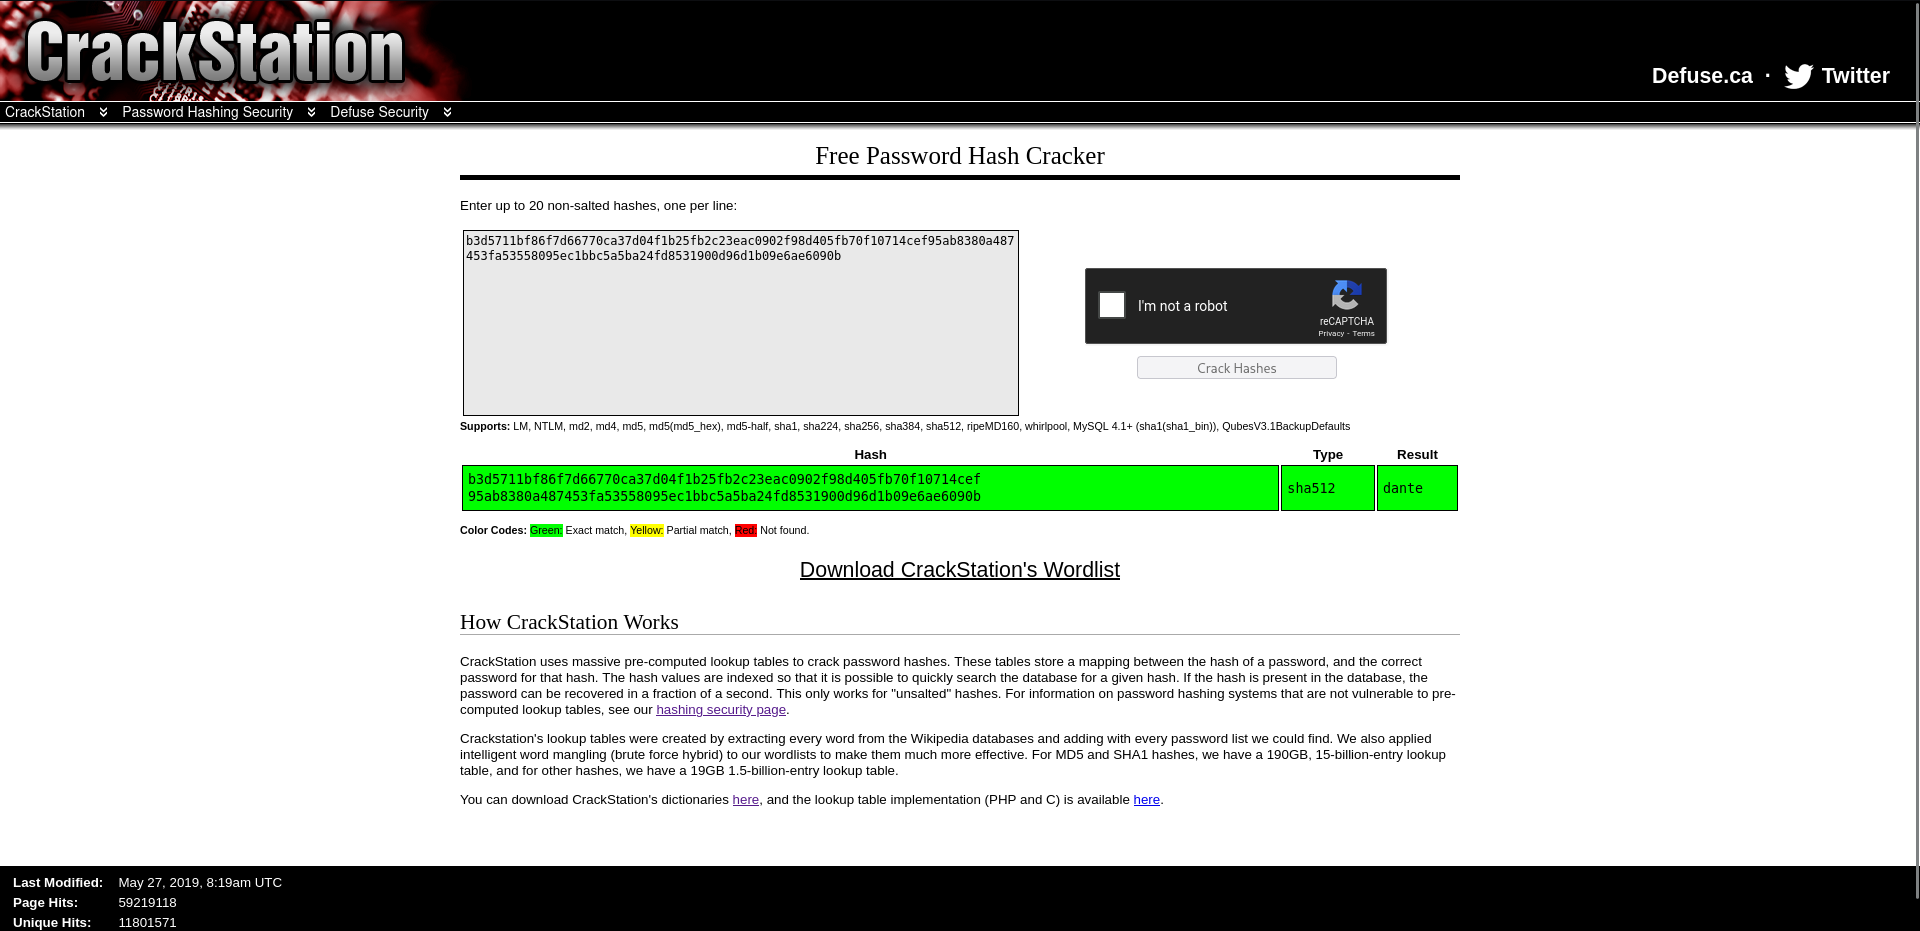 CrackStation
Defuse.ca · Twitter
CrackStation Password Hashing Security Defuse Security
Free Password Hash Cracker
Enter up to 20 non-salted hashes, one per line:
b3d5711bf86f7d66770ca37d04f1b25fb2c23eac0902f98d405fb70f10714cef95ab8380a487
453fa53558095ec1bbc5a5ba24fd8531900d96d1b09e6ae6090b
I'm not a robot
reCAPTCHA
Privacy - Terms
Crack Hashes
Supports: LM, NTLM, md2, md4, md5, md5(md5_hex), md5-half, sha1, sha224, sha256, sha384, sha512, ripeMD160, whirlpool, MySQL 4.1+ (sha1(sha1_bin)), QubesV3.1BackupDefaults
Hash Type Result
b3d5711bf86f7d66770ca37d04f1b25fb2c23eac0902f98d405fb70f10714cef
95ab8380a487453fa53558095ec1bbc5a5ba24fd8531900d96d1b09e6ae6090b
sha512 dante
Color Codes: Green: Exact match, Yellow: Partial match, Red: Not found.
Download CrackStation's Wordlist
How CrackStation Works
CrackStation uses massive pre-computed lookup tables to crack password hashes. These tables store a mapping between the hash of a password, and the correct
password for that hash. The hash values are indexed so that it is possible to quickly search the database for a given hash. If the hash is present in the database, the
password can be recovered in a fraction of a second. This only works for "unsalted" hashes. For information on password hashing systems that are not vulnerable to pre-
computed lookup tables, see our hashing security page.
Crackstation's lookup tables were created by extracting every word from the Wikipedia databases and adding with every password list we could find. We also applied
intelligent word mangling (brute force hybrid) to our wordlists to make them much more effective. For MD5 and SHA1 hashes, we have a 190GB, 15-billion-entry lookup
table, and for other hashes, we have a 19GB 1.5-billion-entry lookup table.
You can download CrackStation's dictionaries here, and the lookup table implementation (PHP and C) is available here.
Last Modified: May 27, 2019, 8:19am UTC
Page Hits: 59219118
Unique Hits: 11801571